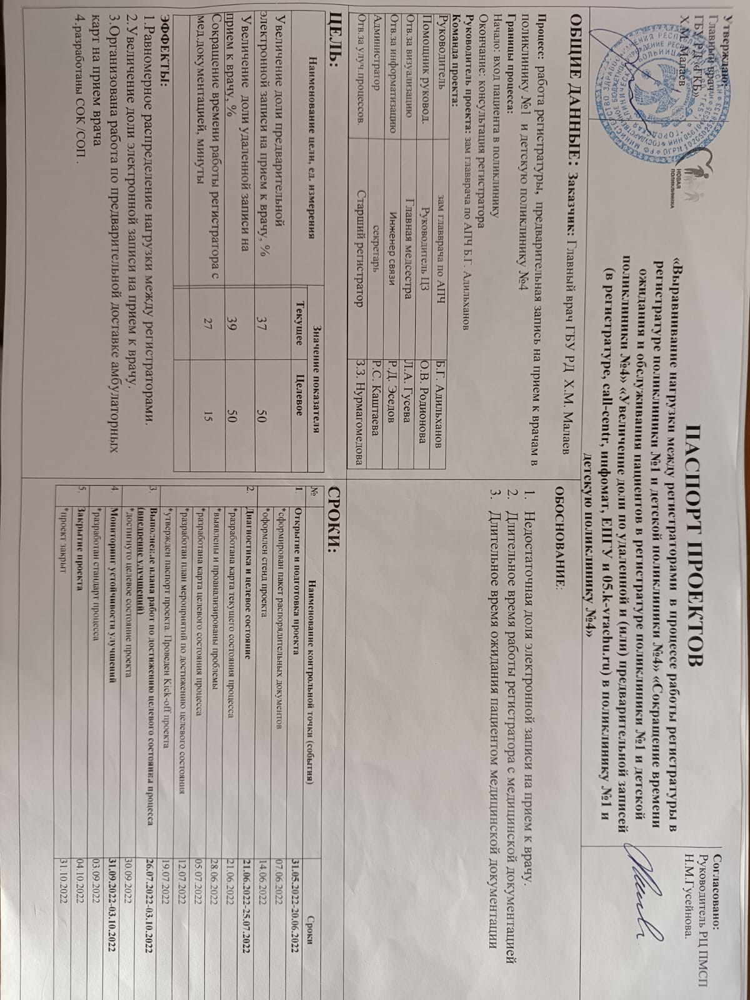 Утверждаю:
Главный врач
ГБУ РД «ГКБ»
Х.М. Малаев
НОВАЯ
ПОЛИКЛИНИКА
ПАСПОРТ ПРОЕКТОВ
«Выравнивание нагрузки между регистраторами в процессе работы регистратуры в
регистратуре поликлиники №1 и детской поликлиники №4» «Сокращение времени
ожидания и обслуживания пациентов в регистратуре поликлиники №1 и детской
поликлиники №4» «Увеличение доли по удаленной и (или) предварительной записей
(в регистратуре, call-centr, инфомат, ЕПГУ и 05.k-vrachu.ru) в поликлинику №1 и
детскую поликлинику №4»
Согласовано:
Руководитель РЦ ПМСП
Н.М.Гусейнова.
ОБЩИЕ ДАННЫЕ: Заказчик: Главный врач ГБУ РД Х.М. Малаев
Процесс: работа регистратуры, предварительная запись на прием к врачам в
поликлинику №1 и детскую поликлинику №4
Границы процесса:
Начало: вход пациента в поликлинику
Окончание: консультация регистратора
Руководитель проекта: зам главврача по АПЧ Б.Г. Адильханов
Команда проекта:
Руководитель зам главврача по АПЧ Б.Г. Адильханов
Помощник руковод. Руководитель ЦЗ О.В. Родионова
Отв.за визуализацию Главная медсестра Л.А. Гусева
Отв.за информатизацию Инженер связи Р.Д. Эседов
Администратор секретарь Р.С. Каштаева
Отв.за улуч.процессов. Старший регистратор З.З. Нурмагомедова
ОБОСНОВАНИЕ:
1. Недостаточная доля электронной записи на прием к врачу.
2. Длительное время работы регистратора с медицинской документацией
3. Длительное время ожидания пациентом медицинской документации
ЦЕЛЬ:
Наименование цели, ед. измерения Значение показателя
Текущее Целевое
Увеличение доли предварительной
электронной записи на прием к врачу, % 37 50
Увеличение доли удаленной записи на
прием к врачу, % 39 50
Сокращение времени работы регистратора с
мед.документацией, минуты 27 15
ЭФФЕКТЫ:
1.Равномерное распределение нагрузки между регистраторами.
2.Увеличение доли электронной записи на прием к врачу.
3.Организована работа по предварительной доставке амбулаторных
карт на прием врача
4.разработаны СОК /СОП .
СРОКИ:
№ Наименование контрольной точки (события) Сроки
1. Открытие и подготовка проекта 31.05.2022-20.06.2022
*сформирован пакет распорядительных документов 07.06.2022
*оформлен стенд проекта 14.06.2022
2. Диагностика и целевое состояние 21.06.2022-25.07.2022
*разработана карта текущего состояния процесса 21.06.2022
*выявлены и проанализированы проблемы 28.06.2022
*разработана карта целевого состояния процесса 05.07.2022
*разработан план мероприятий по достижению целевого состояния 12.07.2022
*утвержден паспорт проекта. Проведен Kick-off проекта 19.07.2022
3. Выполнение плана работ по достижению целевого состояния процесса
(внедрение улучшений) 26.07.2022-03.10.2022
*достигнуто целевое состояние проекта 30.09.2022
4. Мониторинг устойчивости улучшений 31.09.2022-03.10.2022
*разработан стандарт процесса 03.09.2022
5. Закрытие проекта 04.10.2022
*проект закрыт 31.10.2022